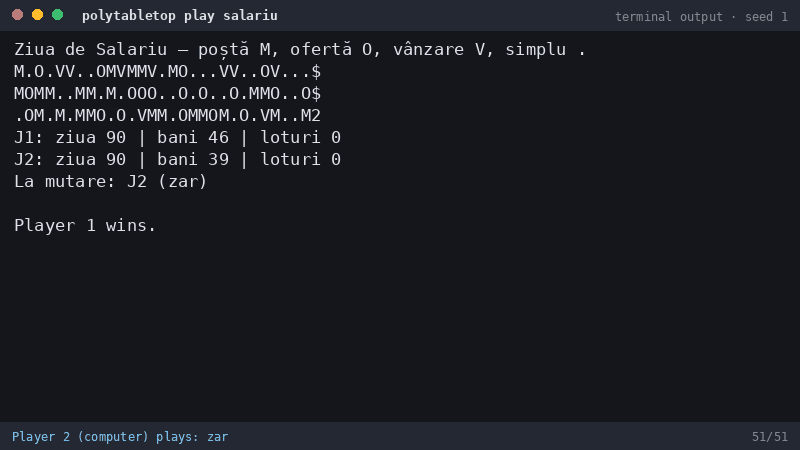 polytabletop play salariu
terminal output · seed 1
Ziua de Salariu — poștă M, ofertă O, vânzare V, simplu .
M.O.VV..OMVMMV.MO...VV..OV...$
MOMM..MM.M.OOO..O.O..O.MMO..O$
.OM.M.MMO.O.VMM.OMMOM.O.VM..M2
J1: ziua 90 | bani 46 | loturi 0
J2: ziua 90 | bani 39 | loturi 0
La mutare: J2 (zar)
Player 1 wins.
Player 2 (computer) plays: zar
51/51